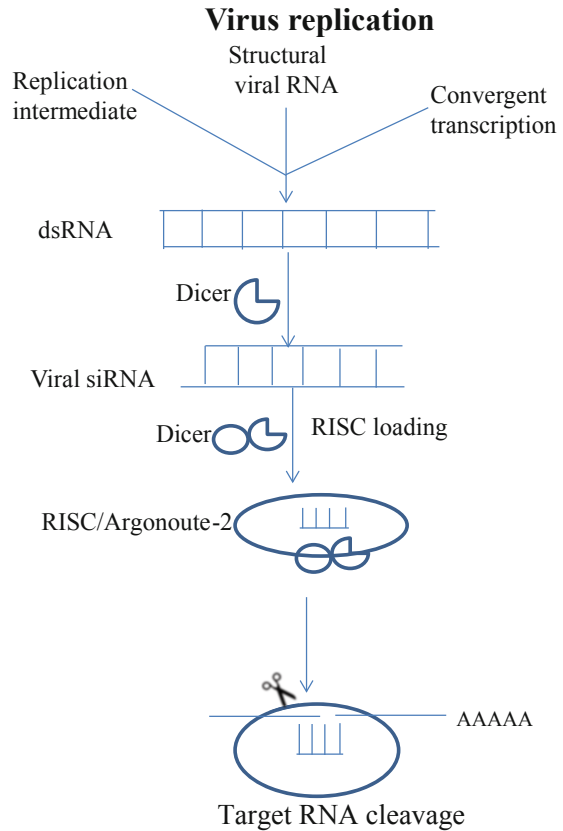 Virus replication
Structural
viral RNA
Replication
intermediate
Convergent
transcription
dsRNA
Dicer
Viral siRNA
Dicer
RISC loading
RISC/Argonoute-2
AAAAA
Target RNA cleavage